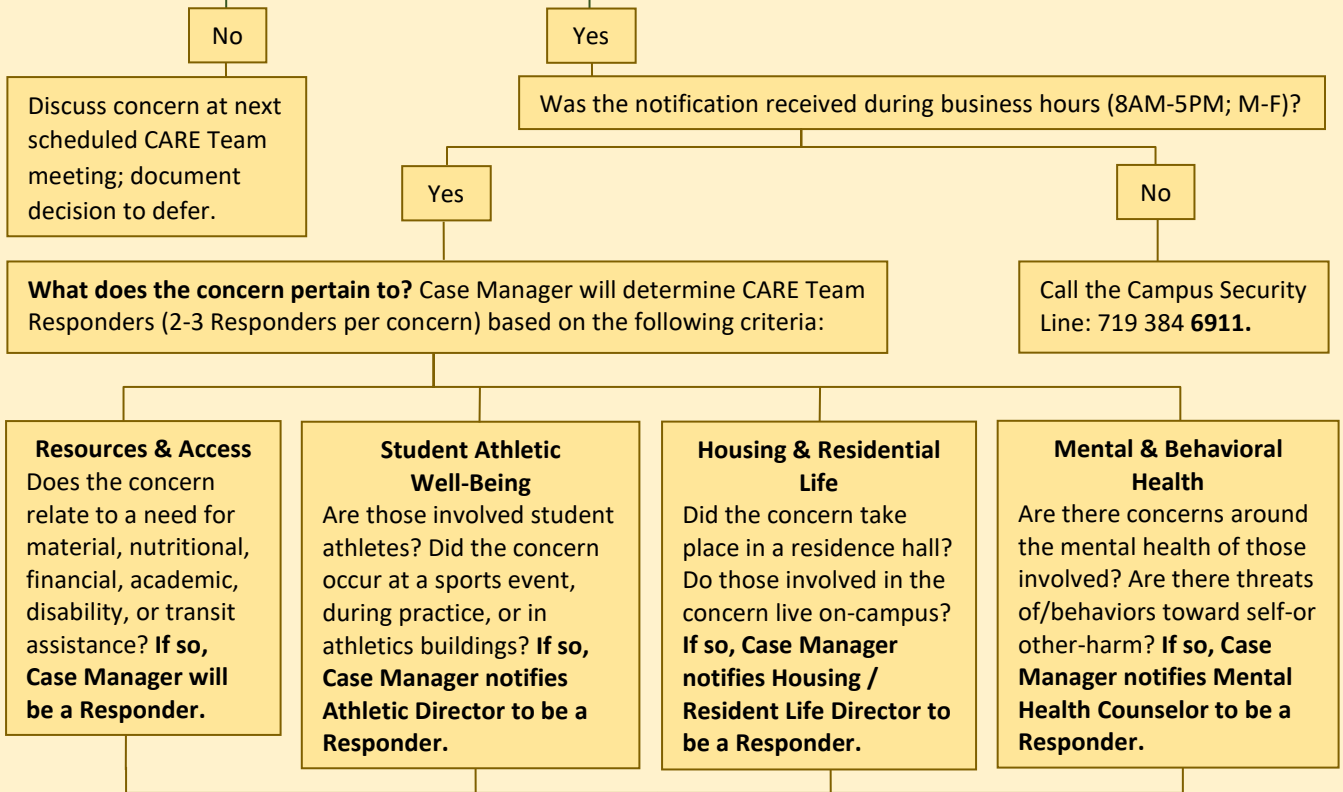 No
Yes
Discuss concern at next
scheduled CARE Team
meeting; document
decision to defer.
Was the notification received during business hours (8AM-5PM; M-F)?
Yes
No
What does the concern pertain to? Case Manager will determine CARE Team
Responders (2-3 Responders per concern) based on the following criteria:
Call the Campus Security
Line: 719 384 6911.
Resources & Access
Does the concern
relate to a need for
material, nutritional,
financial, academic,
disability, or transit
assistance? If so,
Case Manager will
be a Responder.
Student Athletic
Well-Being
Are those involved student
athletes? Did the concern
occur at a sports event,
during practice, or in
athletics buildings? If so,
Case Manager notifies
Athletic Director to be a
Responder.
Housing & Residential
Life
Did the concern take
place in a residence hall?
Do those involved in the
concern live on-campus?
If so, Case Manager
notifies Housing /
Resident Life Director to
be a Responder.
Mental & Behavioral
Health
Are there concerns around
the mental health of those
involved? Are there threats
of/behaviors toward self-or
other-harm? If so, Case
Manager notifies Mental
Health Counselor to be a
Responder.